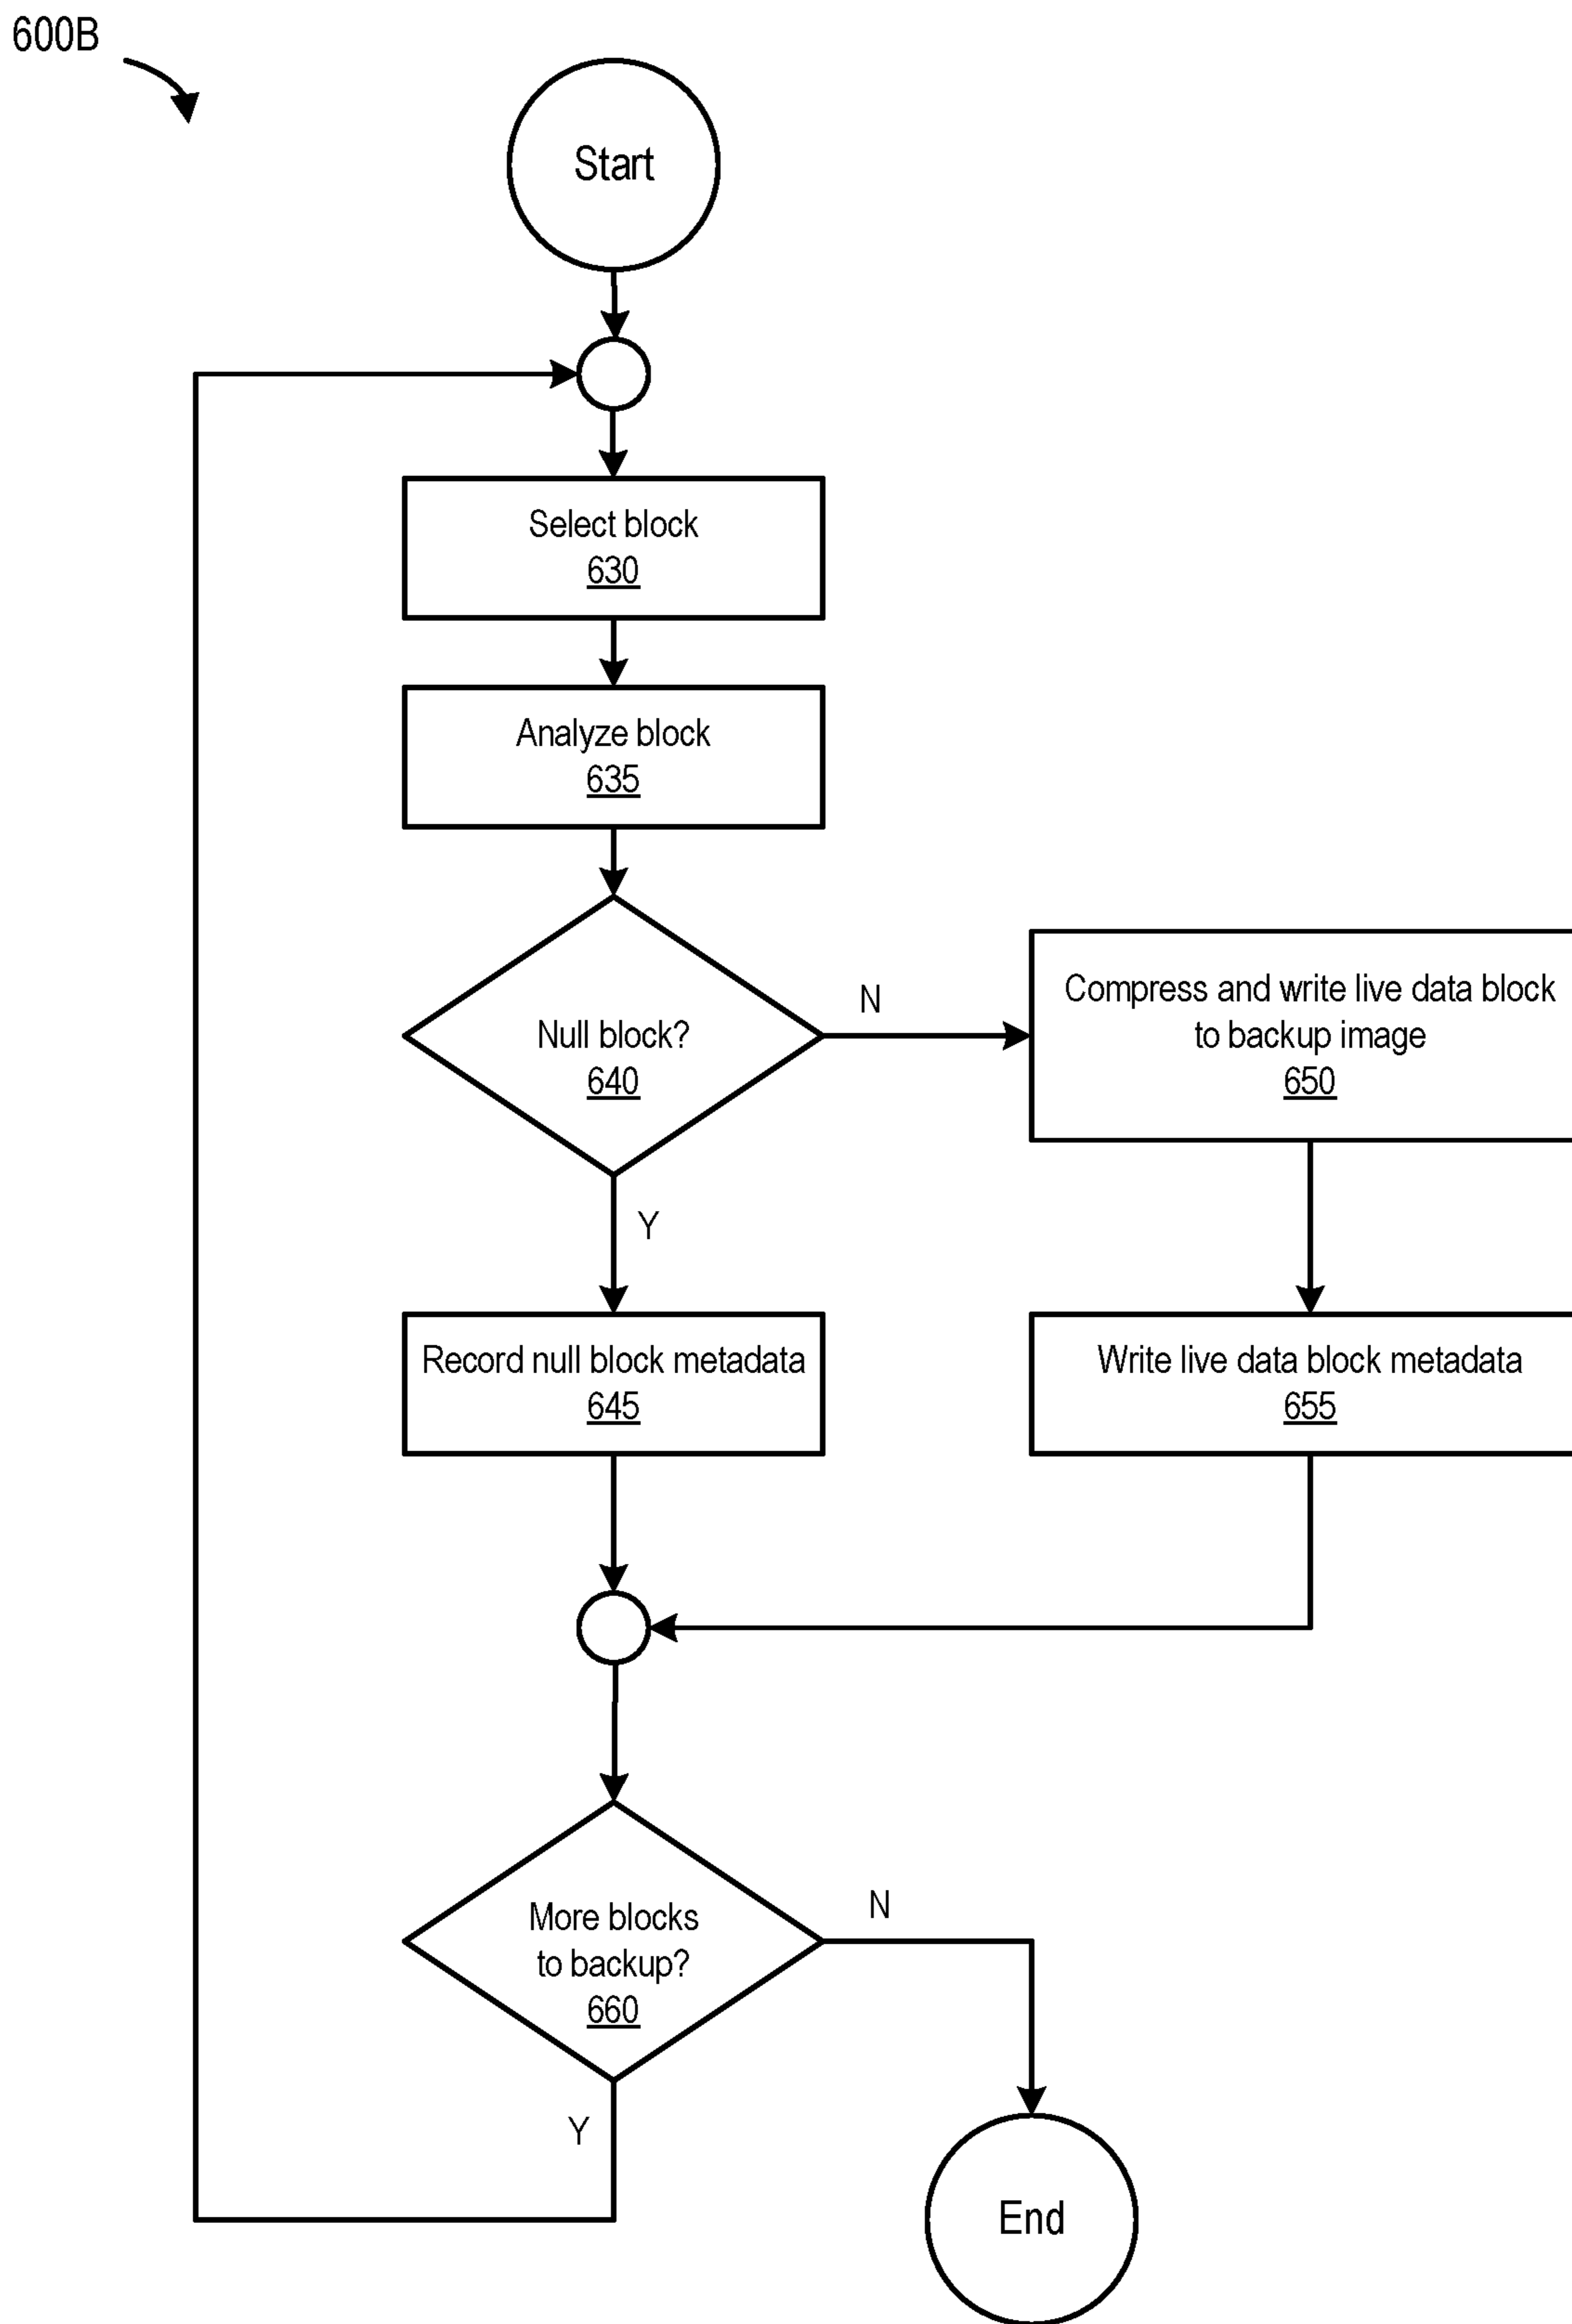 600B
Start
Select block
630
Analyze block
635
Null block?
640
N
Compress and write live data block
to backup image
650
Y
Record null block metadata
645
Write live data block metadata
655
More blocks
to backup?
660
N
Y
End